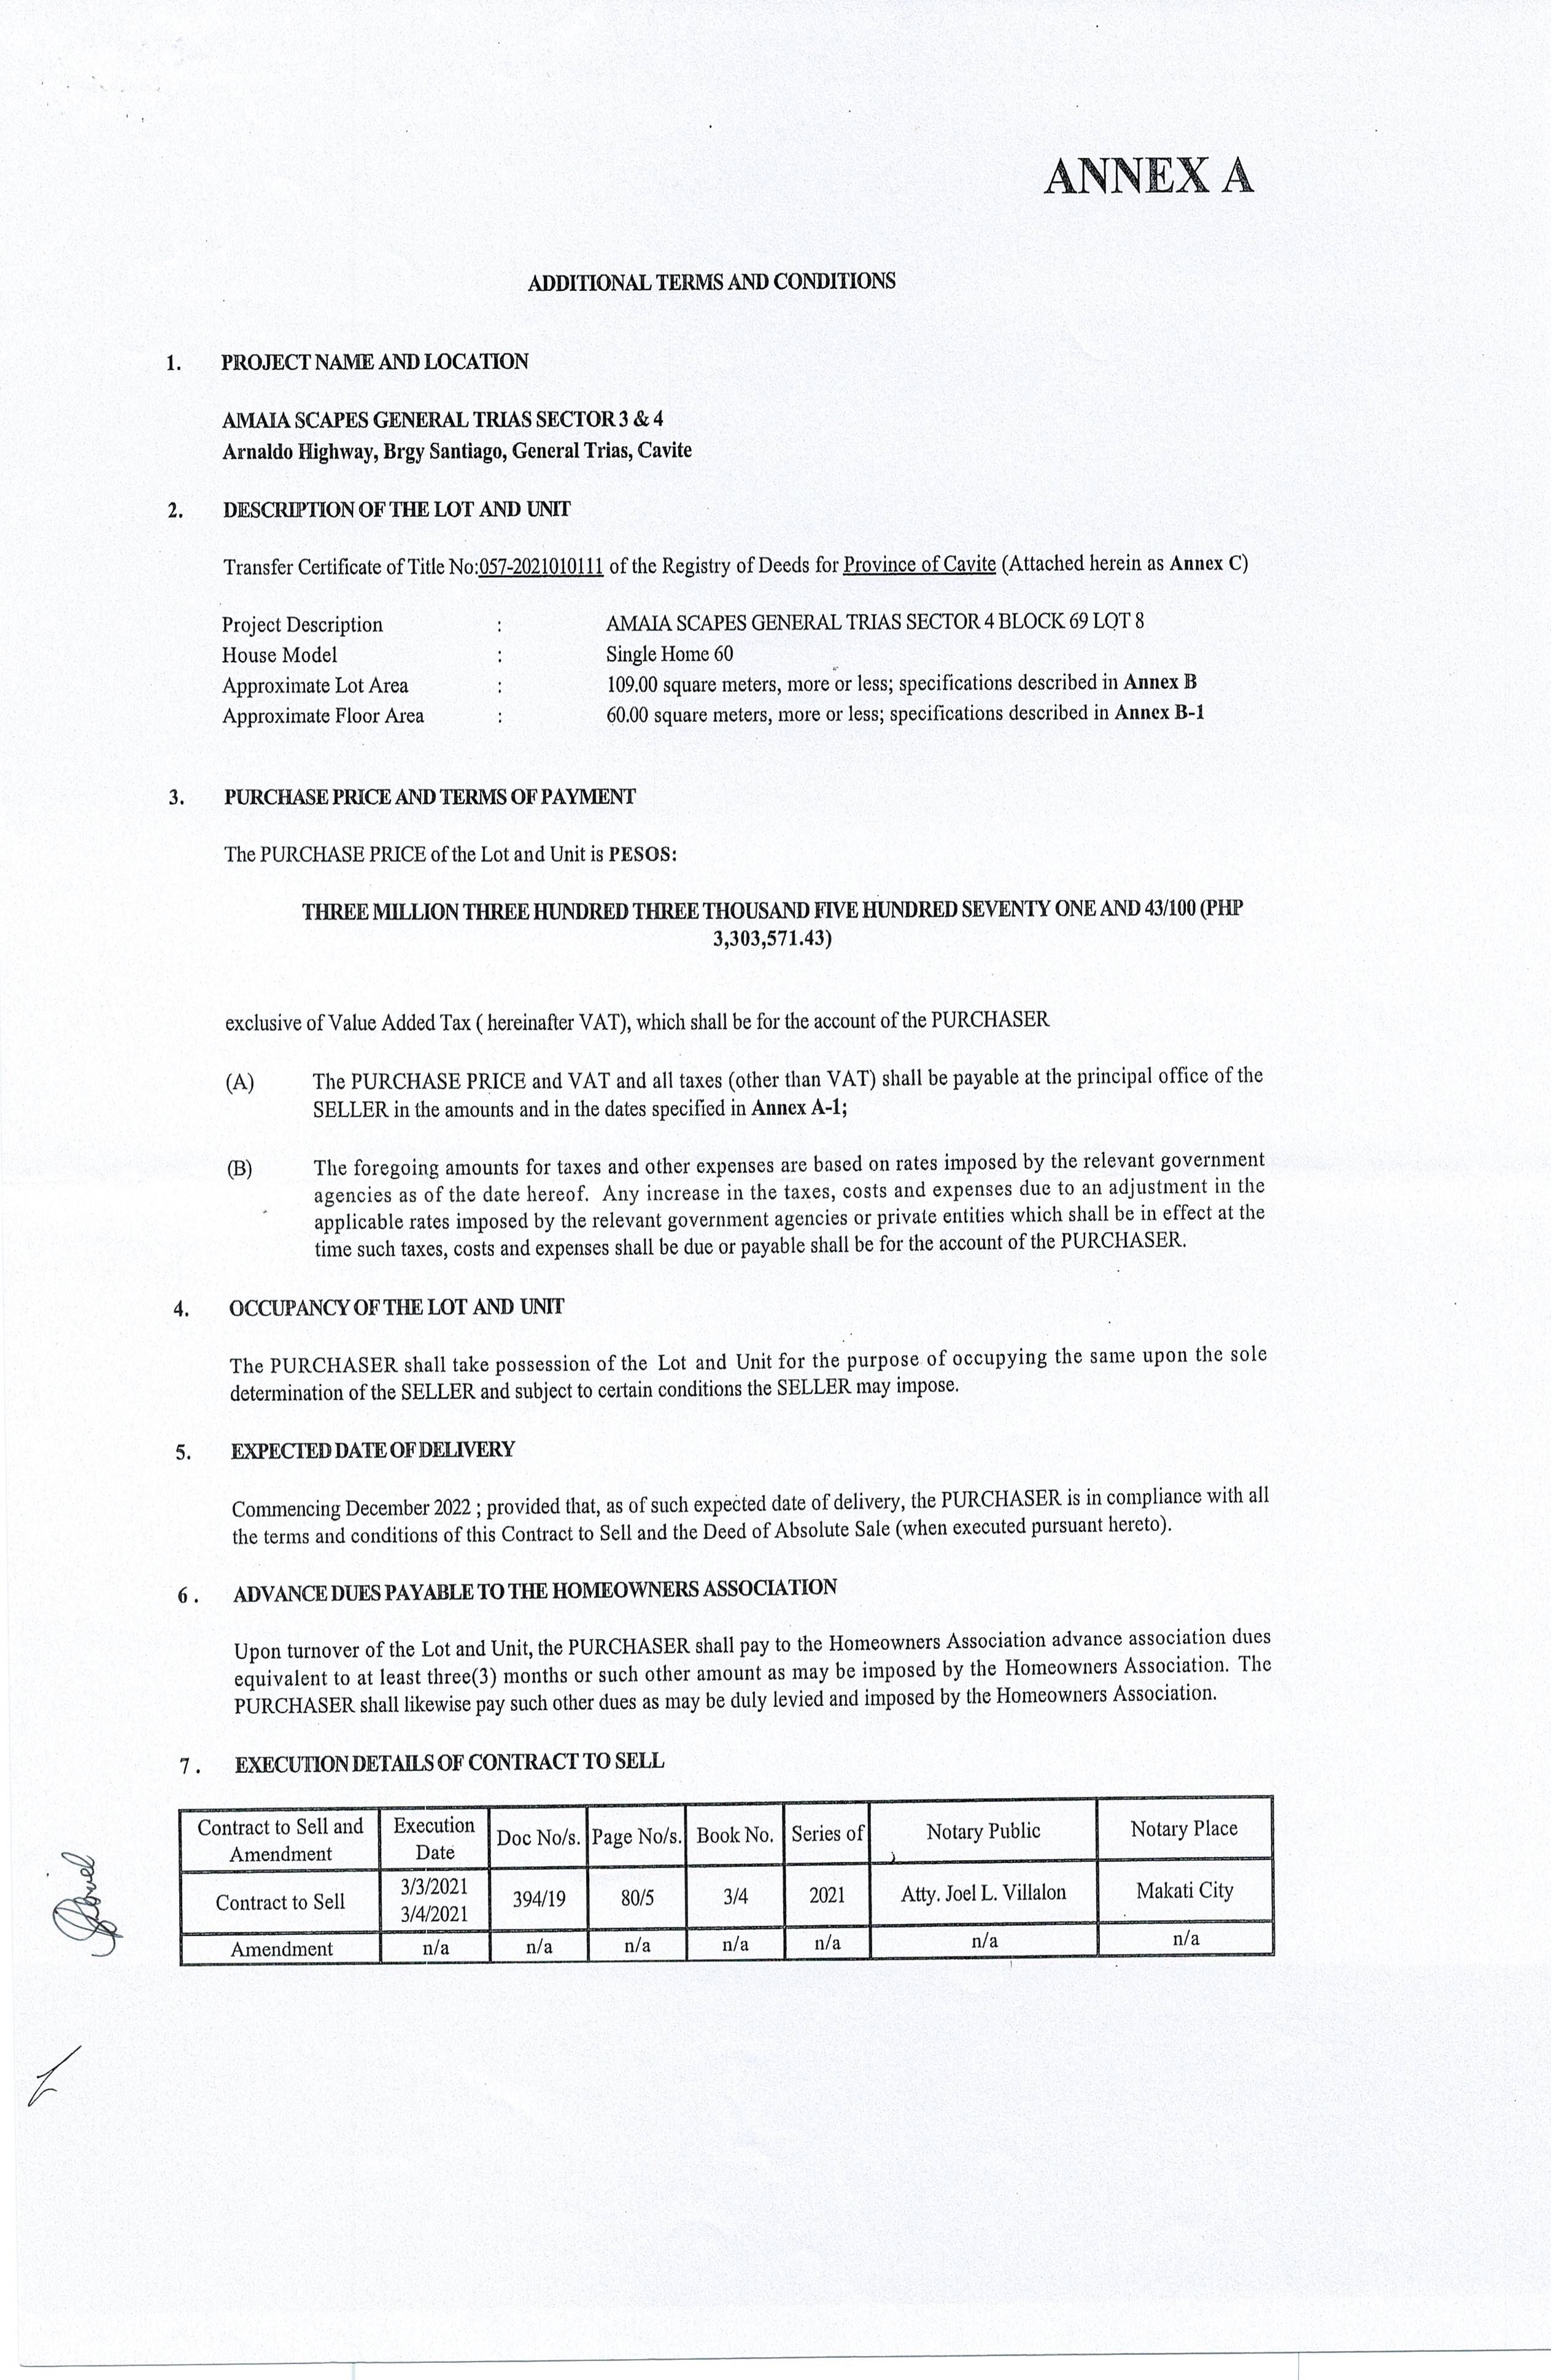 ANNEX A
ADDITIONAL TERMS AND CONDITIONS
1. PROJECT NAME AND LOCATION
AMAIA SCAPES GENERAL TRIAS SECTOR 3 & 4
Arnaldo Highway, Brgy Santiago, General Trias, Cavite
2. DESCRIPTION OF THE LOT AND UNIT
Transfer Certificate of Title No:057-2021010111 of the Registry of Deeds for Province of Cavite (Attached herein as Annex C)
Project Description : AMAIA SCAPES GENERAL TRIAS SECTOR 4 BLOCK 69 LOT 8
House Model : Single Home 60
Approximate Lot Area : 109.00 square meters, more or less; specifications described in Annex B
Approximate Floor Area : 60.00 square meters, more or less; specifications described in Annex B-1
3. PURCHASE PRICE AND TERMS OF PAYMENT
The PURCHASE PRICE of the Lot and Unit is PESOS:
THREE MILLION THREE HUNDRED THREE THOUSAND FIVE HUNDRED SEVENTY ONE AND 43/100 (PHP
3,303,571.43)
exclusive of Value Added Tax ( hereinafter VAT), which shall be for the account of the PURCHASER
(A) The PURCHASE PRICE and VAT and all taxes (other than VAT) shall be payable at the principal office of the
SELLER in the amounts and in the dates specified in Annex A-1;
(B) The foregoing amounts for taxes and other expenses are based on rates imposed by the relevant government
agencies as of the date hereof. Any increase in the taxes, costs and expenses due to an adjustment in the
applicable rates imposed by the relevant government agencies or private entities which shall be in effect at the
time such taxes, costs and expenses shall be due or payable shall be for the account of the PURCHASER.
4. OCCUPANCY OF THE LOT AND UNIT
The PURCHASER shall take possession of the Lot and Unit for the purpose of occupying the same upon the sole
determination of the SELLER and subject to certain conditions the SELLER may impose.
5. EXPECTED DATE OF DELIVERY
Commencing December 2022 ; provided that, as of such expected date of delivery, the PURCHASER is in compliance with all
the terms and conditions of this Contract to Sell and the Deed of Absolute Sale (when executed pursuant hereto).
6 . ADVANCE DUES PAYABLE TO THE HOMEOWNERS ASSOCIATION
Upon turnover of the Lot and Unit, the PURCHASER shall pay to the Homeowners Association advance association dues
equivalent to at least three(3) months or such other amount as may be imposed by the Homeowners Association. The
PURCHASER shall likewise pay such other dues as may be duly levied and imposed by the Homeowners Association.
7 . EXECUTION DETAILS OF CONTRACT TO SELL
Contract to Sell and Amendment Execution Date Doc No/s. Page No/s. Book No. Series of Notary Public Notary Place
Contract to Sell 3/3/2021 3/4/2021 394/19 80/5 3/4 2021 Atty. Joel L. Villalon Makati City
Amendment n/a n/a n/a n/a n/a n/a n/a